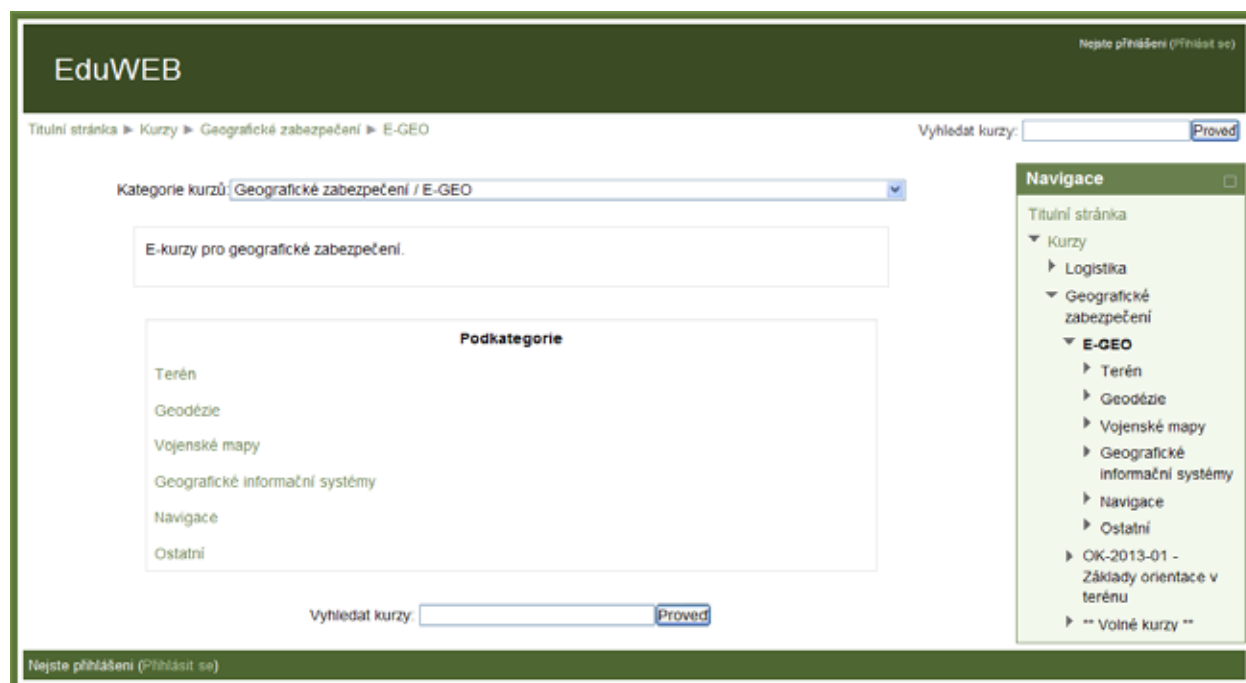 EduWEB
Nejste přihlášeni (Přihlásit se)
Titulní stránka ► Kurzy ► Geografické zabezpečení ► E-GEO
Vyhledat kurzy:
Proveď
Kategorie kurzů:
Geografické zabezpečení / E-GEO
E-kurzy pro geografické zabezpečení.
Podkategorie
Terén
Geodézie
Vojenské mapy
Geografické informační systémy
Navigace
Ostatní
Vyhledat kurzy:
Proveď
Navigace
Titulní stránka
Kurzy
Logistika
Geografické
zabezpečení
E-GEO
Terén
Geodézie
Vojenské mapy
Geografické
informační systémy
Navigace
Ostatní
OK-2013-01 -
Základy orientace v
terénu
** Volné kurzy **
Nejste přihlášeni (Přihlásit se)